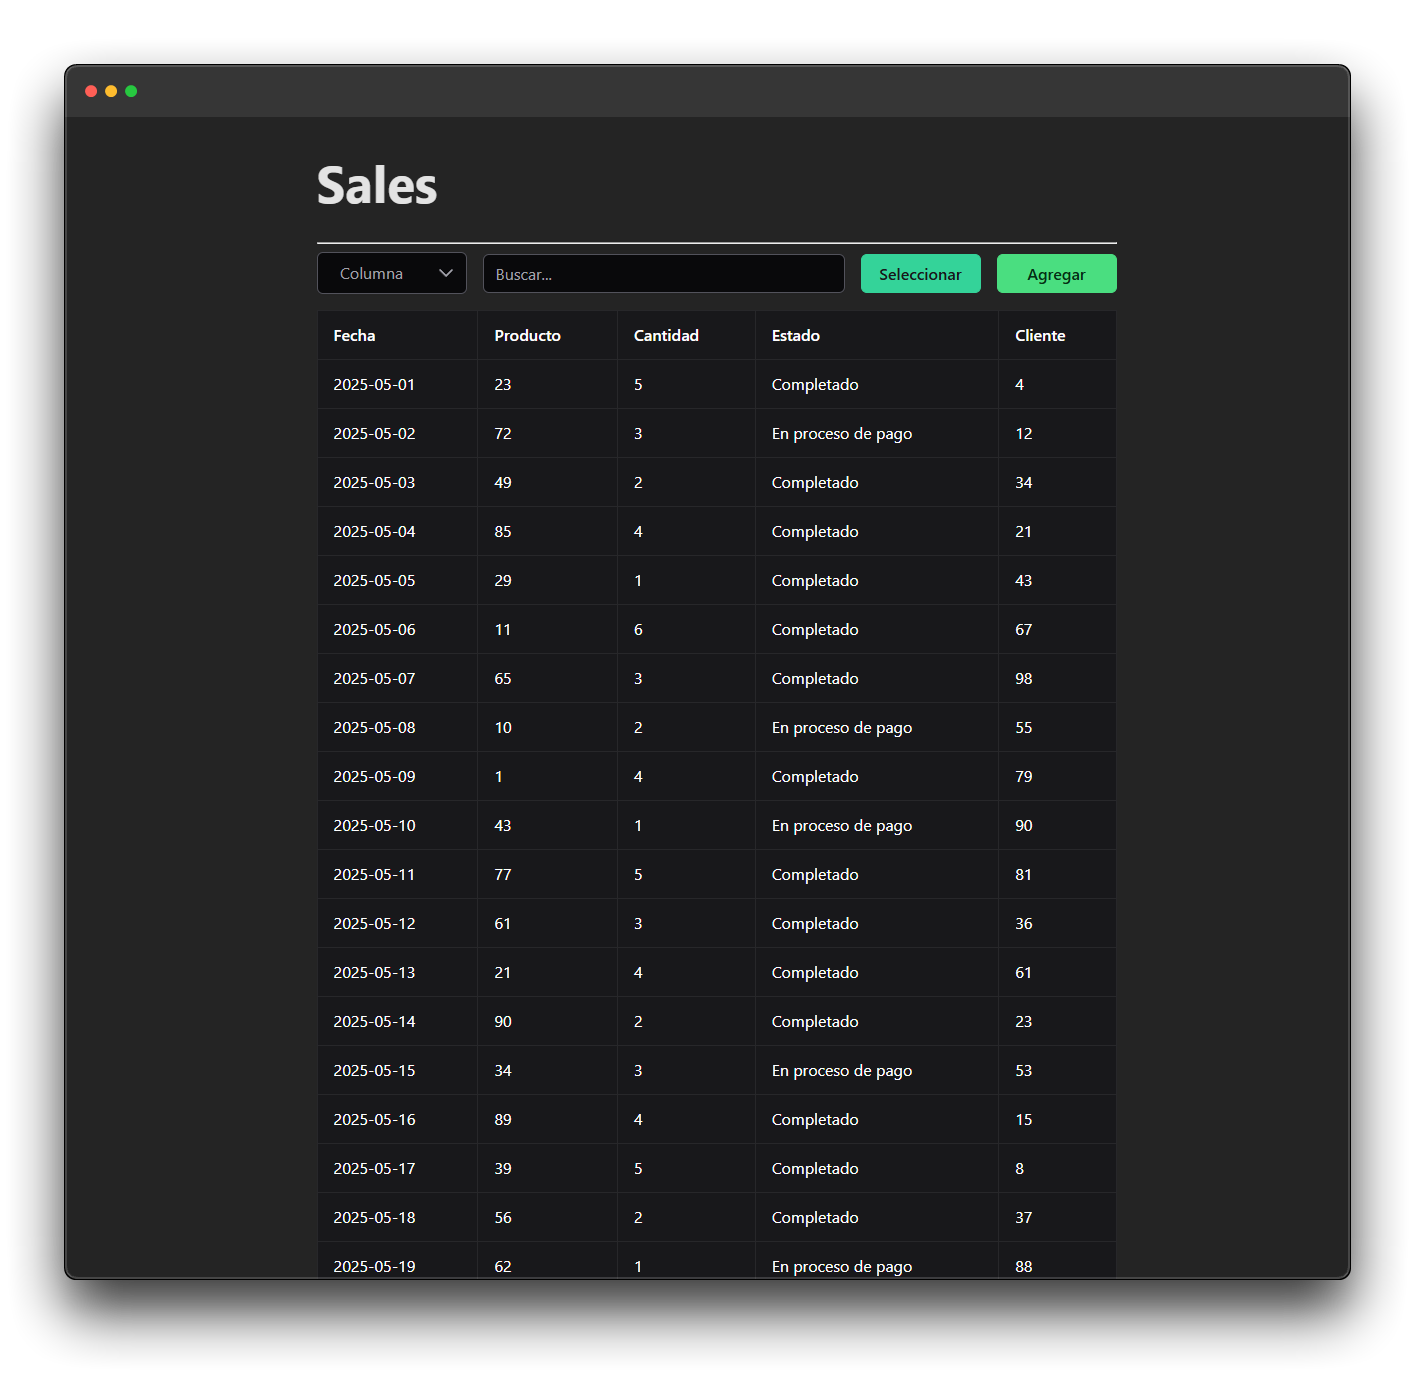 Sales
Columna Buscar... Seleccionar Agregar
Fecha Producto Cantidad Estado Cliente
2025-05-01 23 5 Completado 4
2025-05-02 72 3 En proceso de pago 12
2025-05-03 49 2 Completado 34
2025-05-04 85 4 Completado 21
2025-05-05 29 1 Completado 43
2025-05-06 11 6 Completado 67
2025-05-07 65 3 Completado 98
2025-05-08 10 2 En proceso de pago 55
2025-05-09 1 4 Completado 79
2025-05-10 43 1 En proceso de pago 90
2025-05-11 77 5 Completado 81
2025-05-12 61 3 Completado 36
2025-05-13 21 4 Completado 61
2025-05-14 90 2 Completado 23
2025-05-15 34 3 En proceso de pago 53
2025-05-16 89 4 Completado 15
2025-05-17 39 5 Completado 8
2025-05-18 56 2 Completado 37
2025-05-19 62 1 En proceso de pago 88